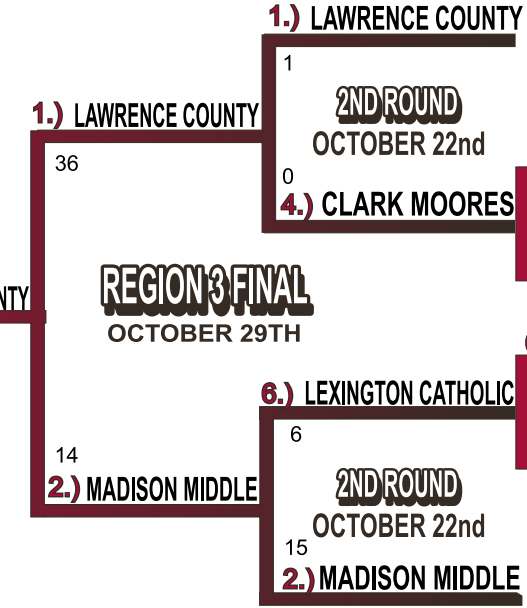 1.) LAWRENCE COUNTY
1
2ND ROUND
OCTOBER 22nd
0
4.) CLARK MOORES
1.) LAWRENCE COUNTY
36
REGION 3 FINAL
OCTOBER 29TH
NTY
14
2.) MADISON MIDDLE
6.) LEXINGTON CATHOLIC
6
2ND ROUND
OCTOBER 22nd
15
2.) MADISON MIDDLE